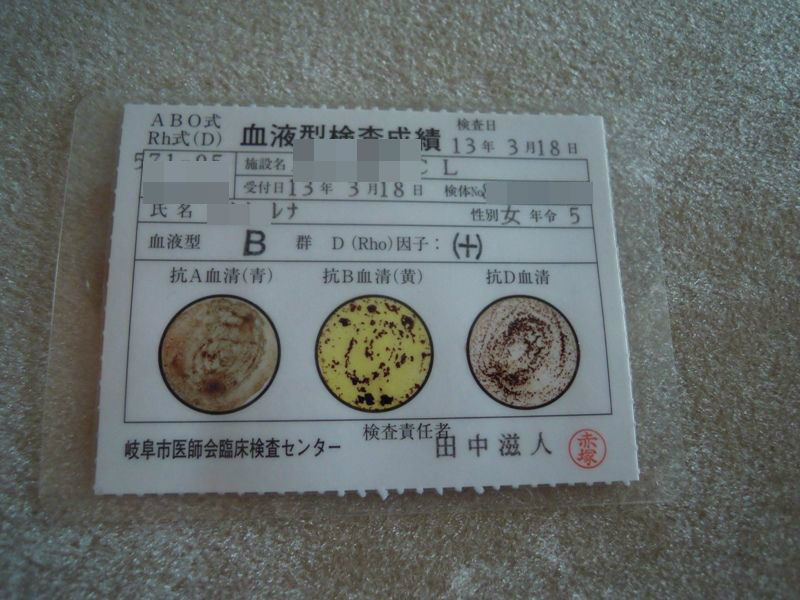 ABO式
Rh式(D)
血液型検査成績
検査日
13年 3月18日
571-05
施設名 CL
受付日13年 3月18日 検体No
氏名 レナ 性別 女 年令 5
血液型 B 群 D (Rho)因子: (+)
抗A血清(青) 抗B血清(黄) 抗D血清
検査責任者
岐阜市医師会臨床検査センター 田中滋人
赤塚